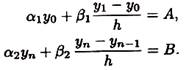 α₁y₀ + β₁ (y₁ − y₀)/h = A,
α₂yₙ + β₂ (yₙ − yₙ₋₁)/h = B.